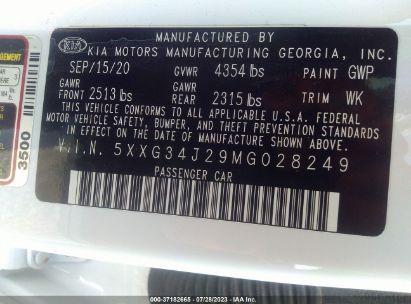 MANUFACTURED BY
KIA KIA MOTORS MANUFACTURING GEORGIA, INC.
SEP/15/20 GVWR 4354 lbs PAINT GWP
GAWR GAWR
FRONT 2513 lbs REAR 2315 lbs TRIM WK
THIS VEHICLE CONFORMS TO ALL APPLICABLE U.S.A. FEDERAL
MOTOR VEHICLE SAFETY, BUMPER, AND THEFT PREVENTION STANDARDS
IN EFFECT ON THE DATE OF MANUFACTURE SHOWN ABOVE.
V.I.N. 5XXG34J29MG028249
PASSENGER CAR
3500
000-37182665 - 07/28/2023 - © COPYRIGHT IAA